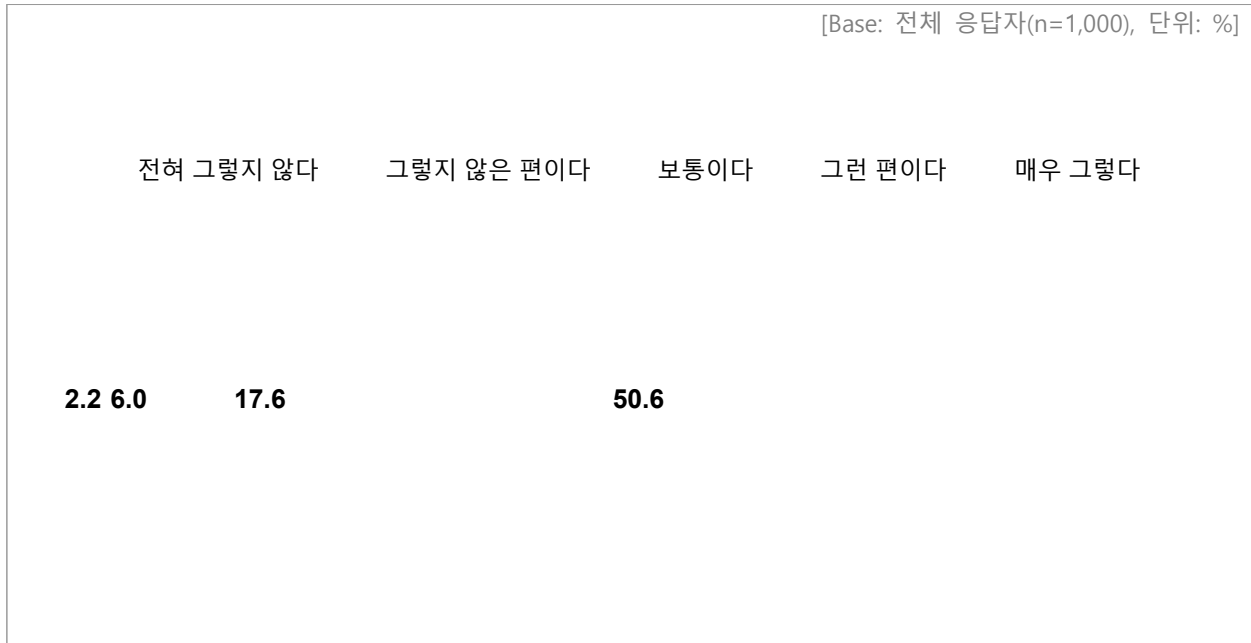 [Base: 전체 응답자(n=1,000), 단위: %]
전혀 그렇지 않다 그렇지 않은 편이다 보통이다 그런 편이다 매우 그렇다
2.2 6.0 17.6 50.6